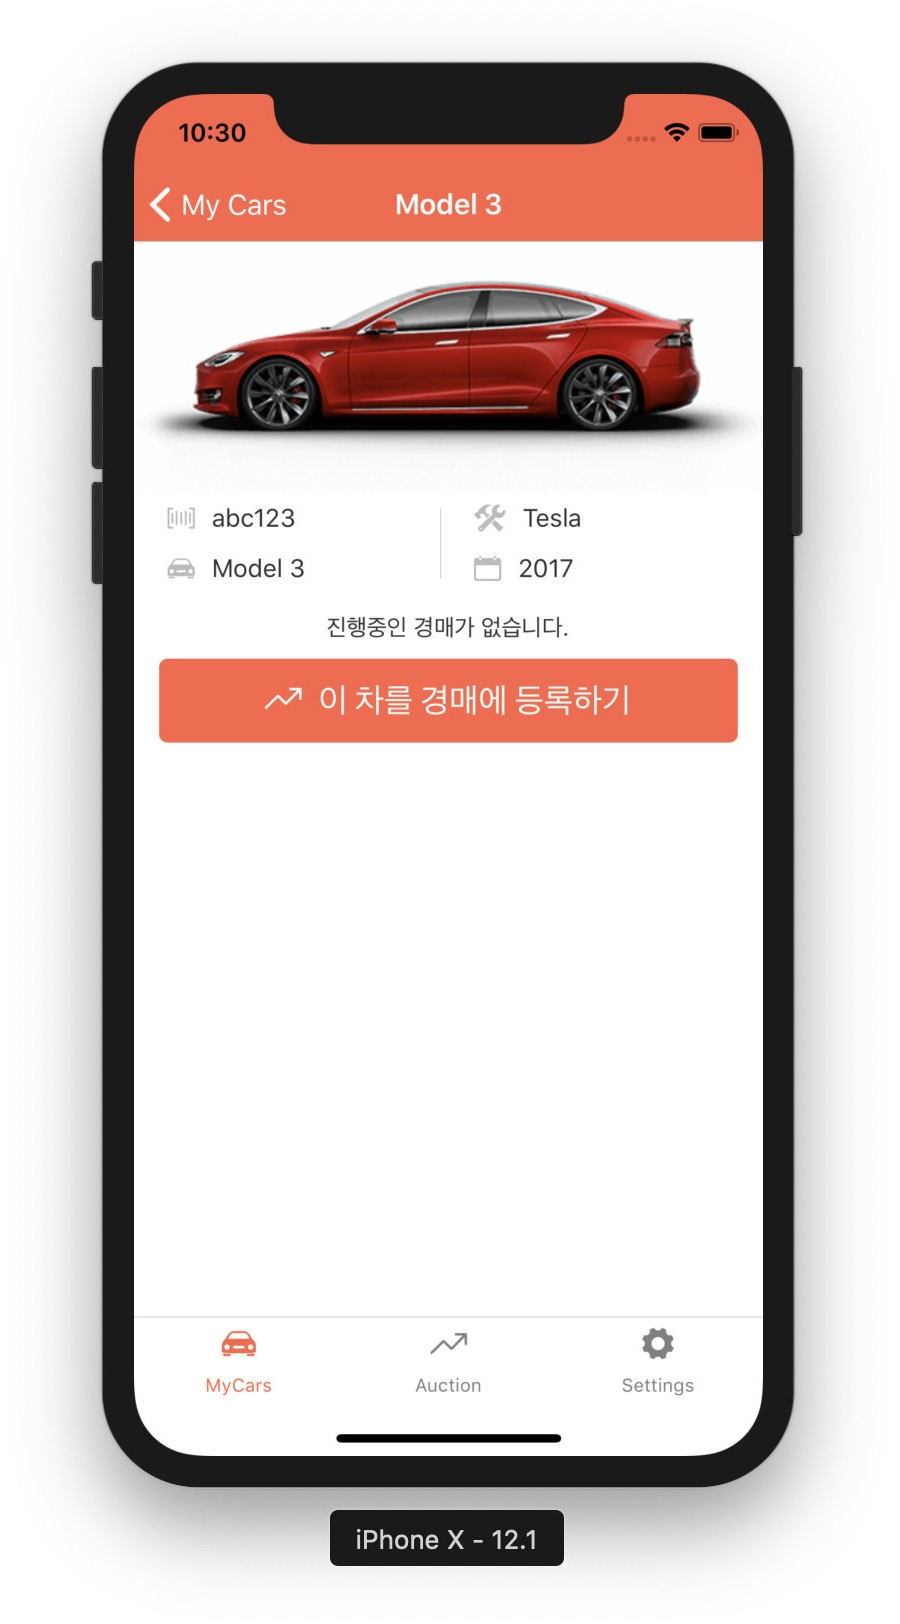 10:30
My Cars
Model 3
abc123
Tesla
Model 3
2017
진행중인 경매가 없습니다.
이 차를 경매에 등록하기
MyCars
Auction
Settings
iPhone X - 12.1